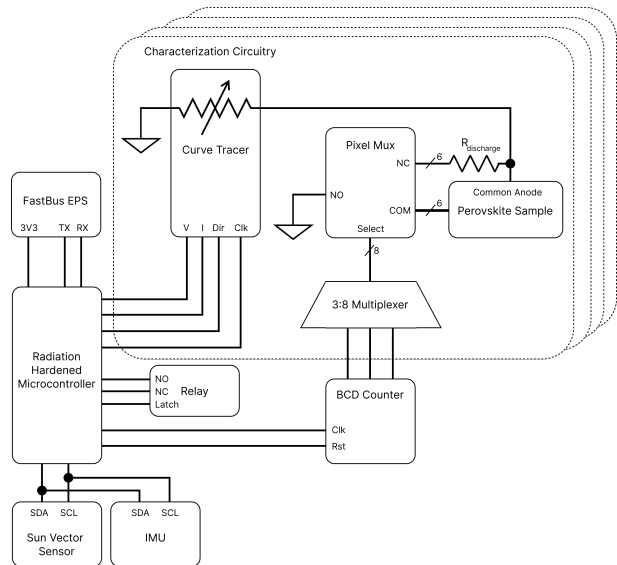 Characterization Circuitry
Curve Tracer
V I Dir Clk
Pixel Mux
NC
NO
COM
Select
6
R discharge
6
8
Common Anode
Perovskite Sample
FastBus EPS
3V3 TX RX
3:8 Multiplexer
Radiation
Hardened
Microcontroller
NO
NC
Latch
Relay
BCD Counter
Clk
Rst
SDA SCL
Sun Vector
Sensor
SDA SCL
IMU